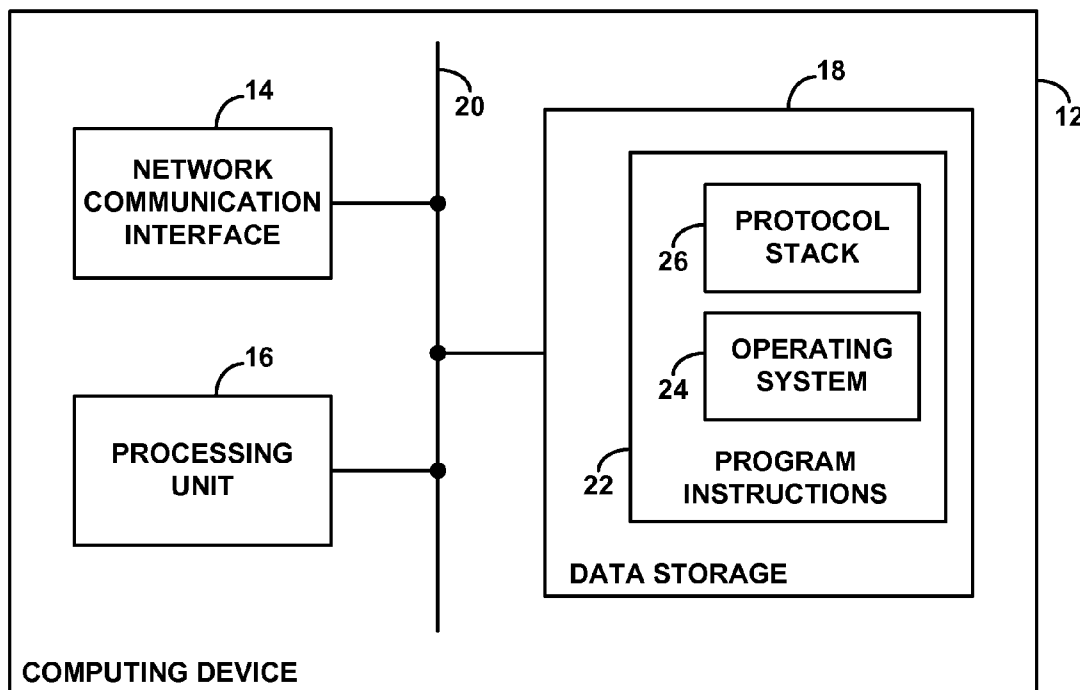 14
NETWORK
COMMUNICATION
INTERFACE
16
PROCESSING
UNIT
20
18
12
26
PROTOCOL
STACK
24
OPERATING
SYSTEM
22
PROGRAM
INSTRUCTIONS
DATA STORAGE
COMPUTING DEVICE